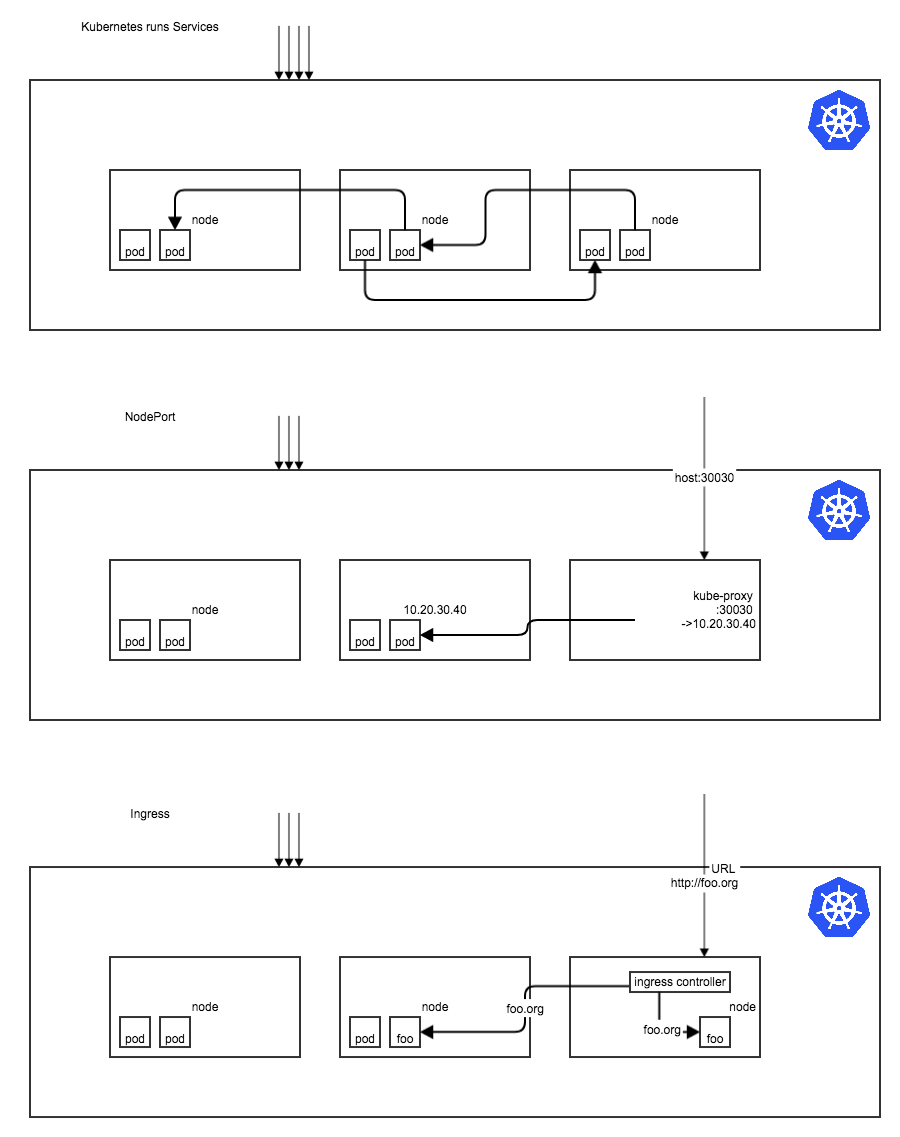 Kubernetes runs Services
node
node
node
pod
pod
pod
pod
pod
pod
NodePort
host:30030
kube-proxy
:30030
->10.20.30.40
node
10.20.30.40
pod
pod
pod
pod
Ingress
URL
http://foo.org
ingress controller
node
node
foo.org
node
foo.org
pod
pod
pod
foo
foo